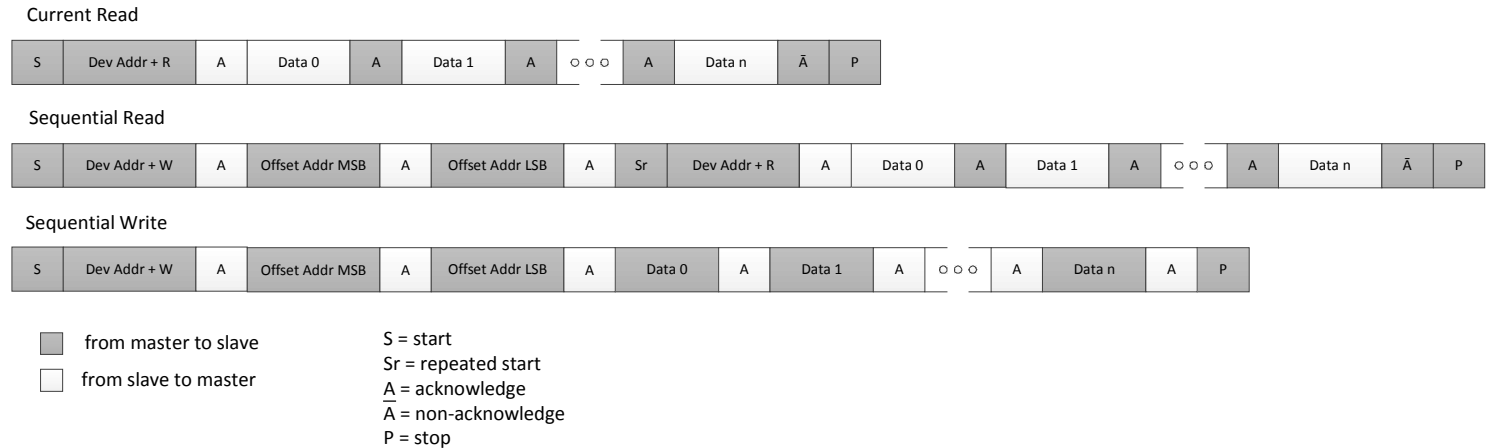 Current Read
S Dev Addr + R A Data 0 A Data 1 A A Data n Ā P
Sequential Read
S Dev Addr + W A Offset Addr MSB A Offset Addr LSB A Sr Dev Addr + R A Data 0 A Data 1 A A Data n Ā P
Sequential Write
S Dev Addr + W A Offset Addr MSB A Offset Addr LSB A Data 0 A Data 1 A A Data n A P
from master to slave
from slave to master
S = start
Sr = repeated start
A = acknowledge
Ā = non-acknowledge
P = stop